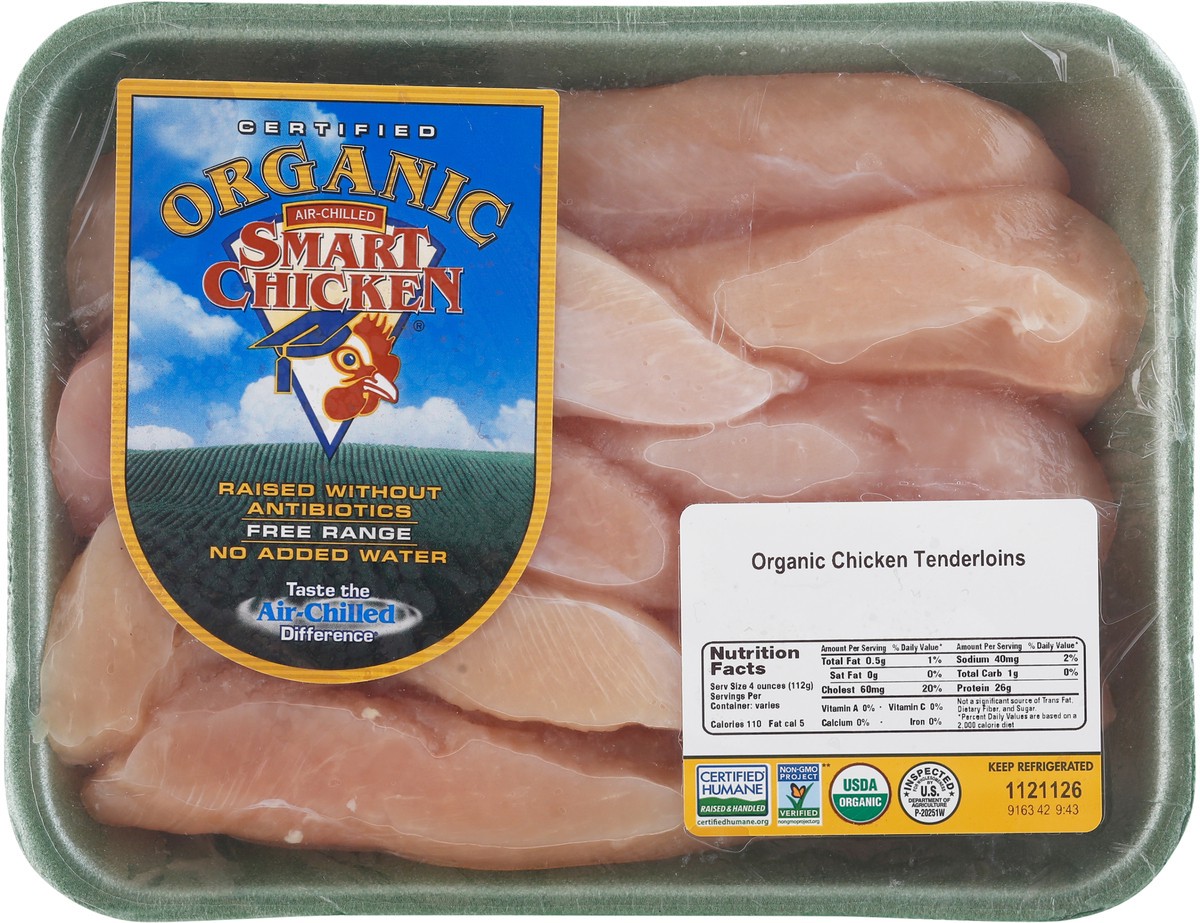 CERTIFIED
ORGANIC
AIR-CHILLED
SMART
CHICKEN®
RAISED WITHOUT
ANTIBIOTICS
FREE RANGE
NO ADDED WATER
Taste the
Air-Chilled
Difference
Organic Chicken Tenderloins
Nutrition
Facts
Serv Size 4 ounces (112g)
Servings Per
Container: varies
Calories 110 Fat cal 5
Amount Per Serving % Daily Value*
Total Fat 0.5g 1%
Sat Fat 0g 0%
Cholest 60mg 20%
Vitamin A 0% · Vitamin C 0%
Calcium 0% · Iron 0%
Amount Per Serving % Daily Value*
Sodium 40mg 2%
Total Carb 1g 0%
Protein 26g
Not a significant source of Trans Fat,
Dietary Fiber, and Sugar.
*Percent Daily Values are based on a
2,000 calorie diet
CERTIFIED
HUMANE
RAISED & HANDLED
certifiedhumane.org
NON-GMO
PROJECT
VERIFIED
nongmoproject.org
**
USDA
ORGANIC
INSPECTED
FOR WHOLESOMENESS
BY
U.S.
DEPARTMENT OF
AGRICULTURE
P-20251W
KEEP REFRIGERATED
1121126
9163 42 9:43